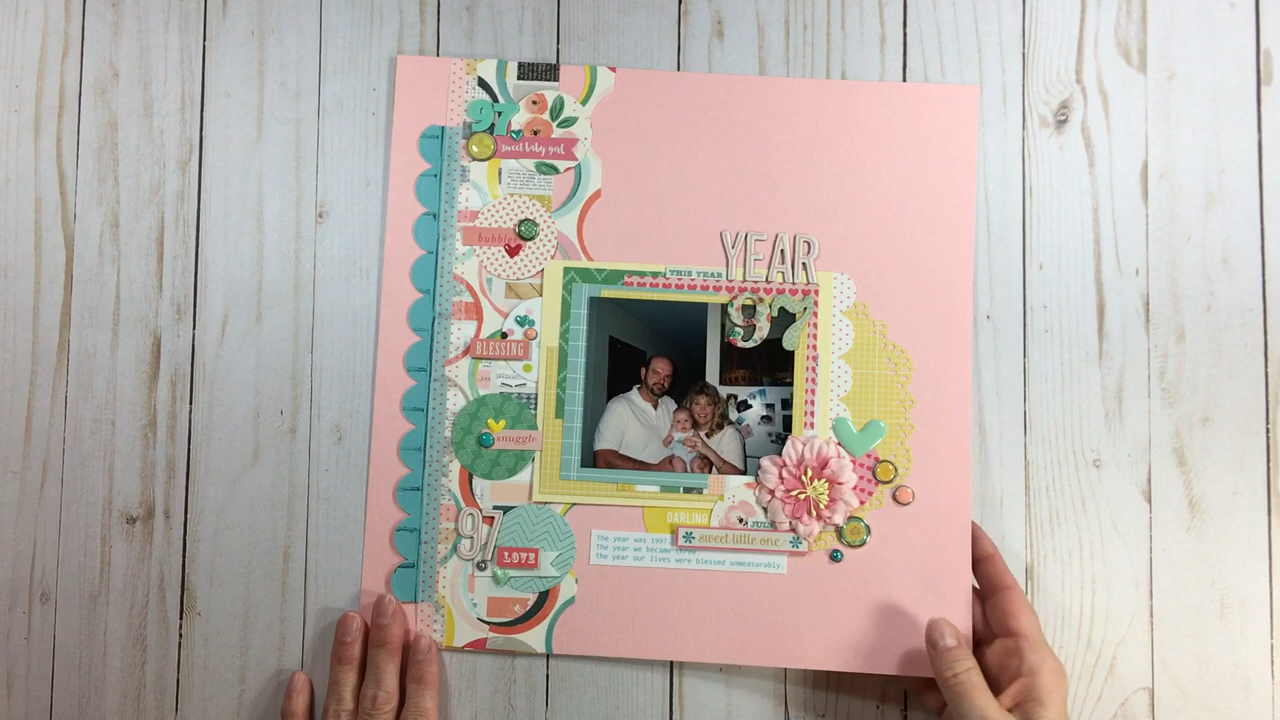 97
sweet baby girl
bubbles
BLESSING
snuggle
97
LOVE
THIS YEAR
YEAR
97
DARLING
JULY
sweet little one
The year was 1997.
The year we became three.
The year our lives were blessed unmeasurably.